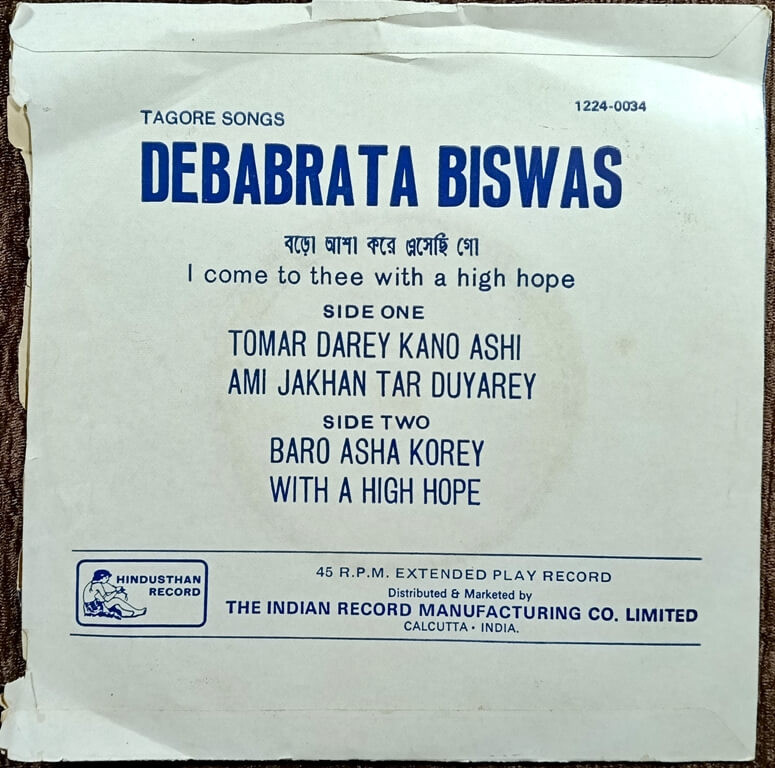 1224-0034
TAGORE SONGS
DEBABRATA BISWAS
বড়ো আশা করে এসেছি গো
I come to thee with a high hope
SIDE ONE
TOMAR DAREY KANO ASHI
AMI JAKHAN TAR DUYAREY
SIDE TWO
BARO ASHA KOREY
WITH A HIGH HOPE
HINDUSTHAN
RECORD
45 R.P.M. EXTENDED PLAY RECORD
Distributed & Marketed by
THE INDIAN RECORD MANUFACTURING CO. LIMITED
CALCUTTA • INDIA.